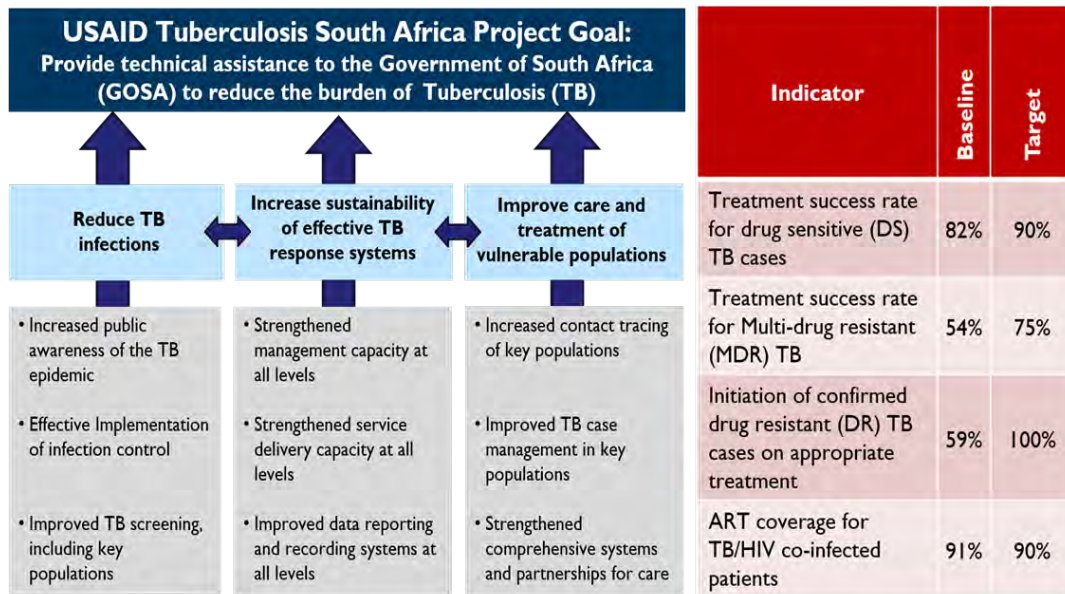 USAID Tuberculosis South Africa Project Goal:
Provide technical assistance to the Government of South Africa
(GOSA) to reduce the burden of Tuberculosis (TB)
Reduce TB
infections
Increase sustainability
of effective TB
response systems
Improve care and
treatment of
vulnerable populations
• Increased public
awareness of the TB
epidemic
• Effective Implementation
of infection control
• Improved TB screening,
including key
populations
• Strengthened
management capacity at
all levels
• Strengthened service
delivery capacity at all
levels
• Improved data reporting
and recording systems at
all levels
• Increased contact tracing
of key populations
• Improved TB case
management in key
populations
• Strengthened
comprehensive systems
and partnerships for care
Indicator
Baseline
Target
Treatment success rate
for drug sensitive (DS)
TB cases
82%
90%
Treatment success rate
for Multi-drug resistant
(MDR) TB
54%
75%
Initiation of confirmed
drug resistant (DR) TB
cases on appropriate
treatment
59%
100%
ART coverage for
TB/HIV co-infected
patients
91%
90%